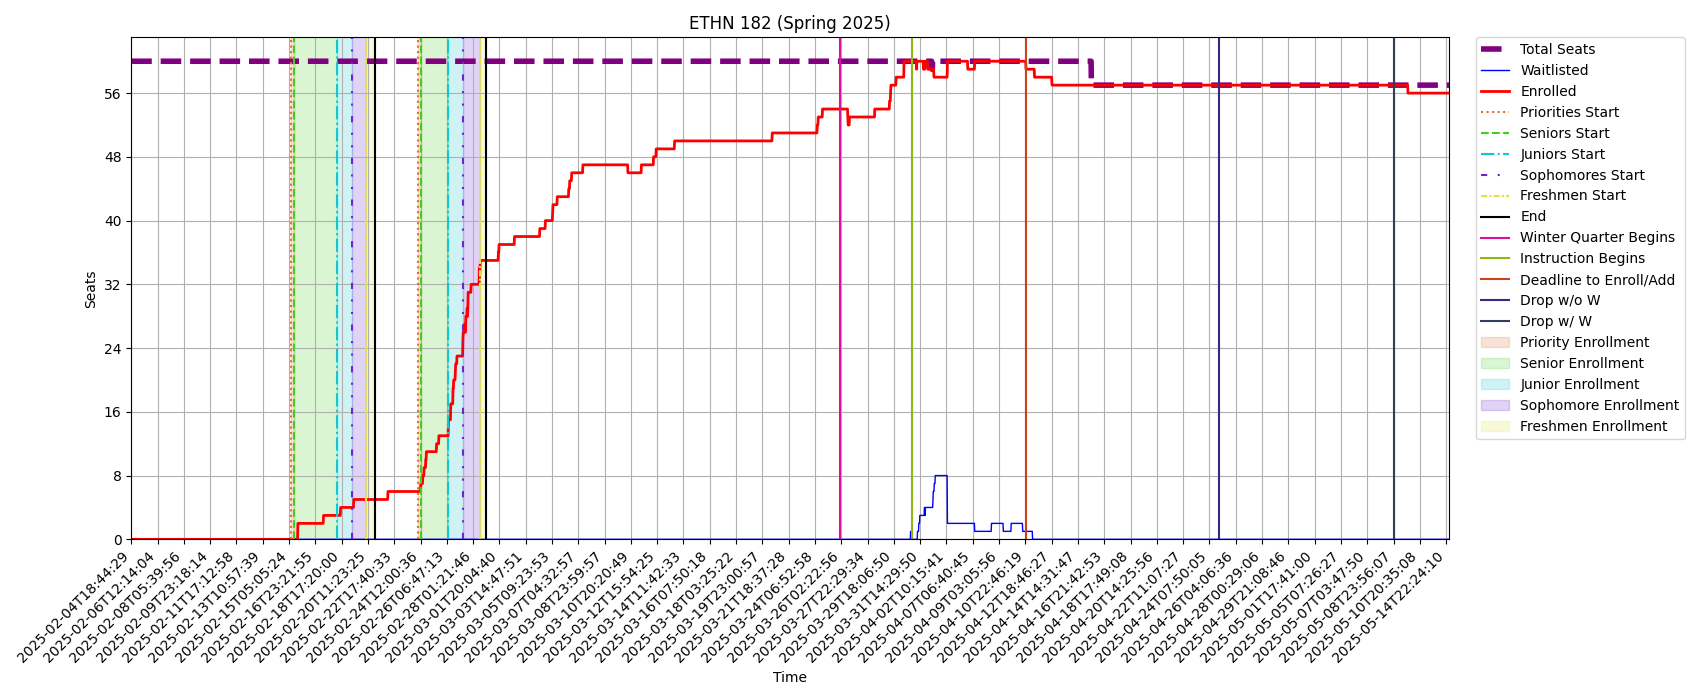 ETHN 182 (Spring 2025)
Total Seats
Waitlisted
Enrolled
Priorities Start
Seniors Start
Juniors Start
Sophomores Start
Freshmen Start
End
Winter Quarter Begins
Instruction Begins
Deadline to Enroll/Add
Drop w/o W
Drop w/ W
Priority Enrollment
Senior Enrollment
Junior Enrollment
Sophomore Enrollment
Freshmen Enrollment
Seats
56
48
40
32
24
16
8
0
2025-02-04T18:44:29
2025-02-06T12:14:04
2025-02-08T05:39:56
2025-02-09T23:18:14
2025-02-11T17:12:58
2025-02-13T10:57:39
2025-02-15T05:05:24
2025-02-16T23:21:55
2025-02-18T17:20:00
2025-02-20T11:23:25
2025-02-22T17:40:33
2025-02-24T12:00:36
2025-02-26T06:47:13
2025-02-28T01:21:46
2025-03-01T20:04:40
2025-03-03T14:47:51
2025-03-05T09:23:53
2025-03-07T04:32:57
2025-03-08T23:59:57
2025-03-10T20:20:49
2025-03-12T15:54:25
2025-03-14T11:42:33
2025-03-16T07:50:18
2025-03-18T03:25:22
2025-03-19T23:00:57
2025-03-21T18:37:28
2025-03-24T06:52:58
2025-03-26T02:22:56
2025-03-27T22:29:34
2025-03-29T18:06:50
2025-03-31T14:29:50
2025-04-02T10:15:41
2025-04-07T06:40:45
2025-04-09T03:05:56
2025-04-10T22:46:19
2025-04-12T18:46:27
2025-04-14T14:31:47
2025-04-16T21:42:53
2025-04-18T17:49:08
2025-04-20T14:25:56
2025-04-22T11:07:27
2025-04-24T07:50:05
2025-04-26T04:06:36
2025-04-28T00:29:06
2025-04-29T21:08:46
2025-05-01T17:41:00
2025-05-05T07:26:27
2025-05-07T03:47:50
2025-05-08T23:56:07
2025-05-10T20:35:08
2025-05-14T22:24:10
Time